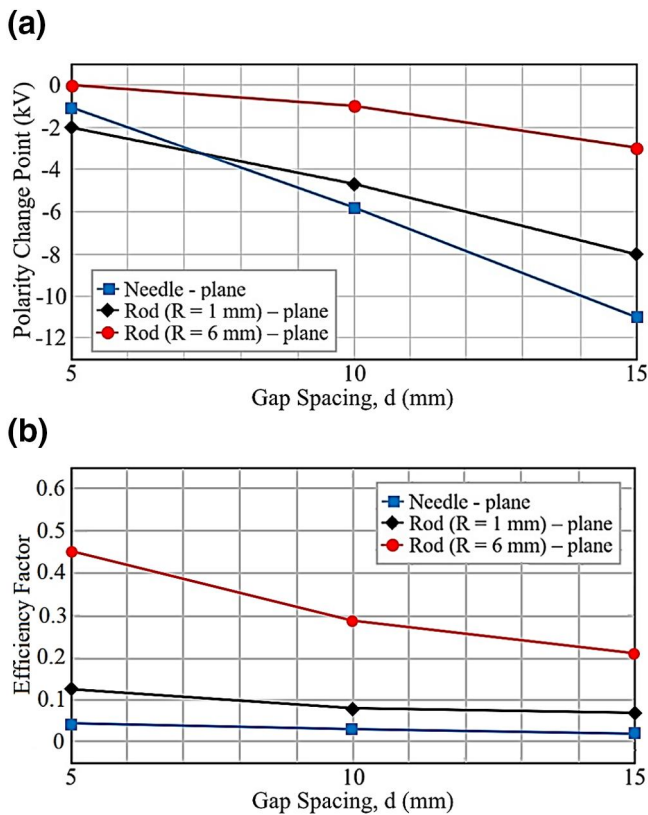 (a)
Polarity Change Point (kV)
0
-2
-4
-6
-8
-10
-12
Needle - plane
Rod (R = 1 mm) – plane
Rod (R = 6 mm) – plane
5
10
15
Gap Spacing, d (mm)
(b)
Efficiency Factor
0.6
0.5
0.4
0.3
0.2
0.1
0
Needle - plane
Rod (R = 1 mm) – plane
Rod (R = 6 mm) – plane
5
10
15
Gap Spacing, d (mm)